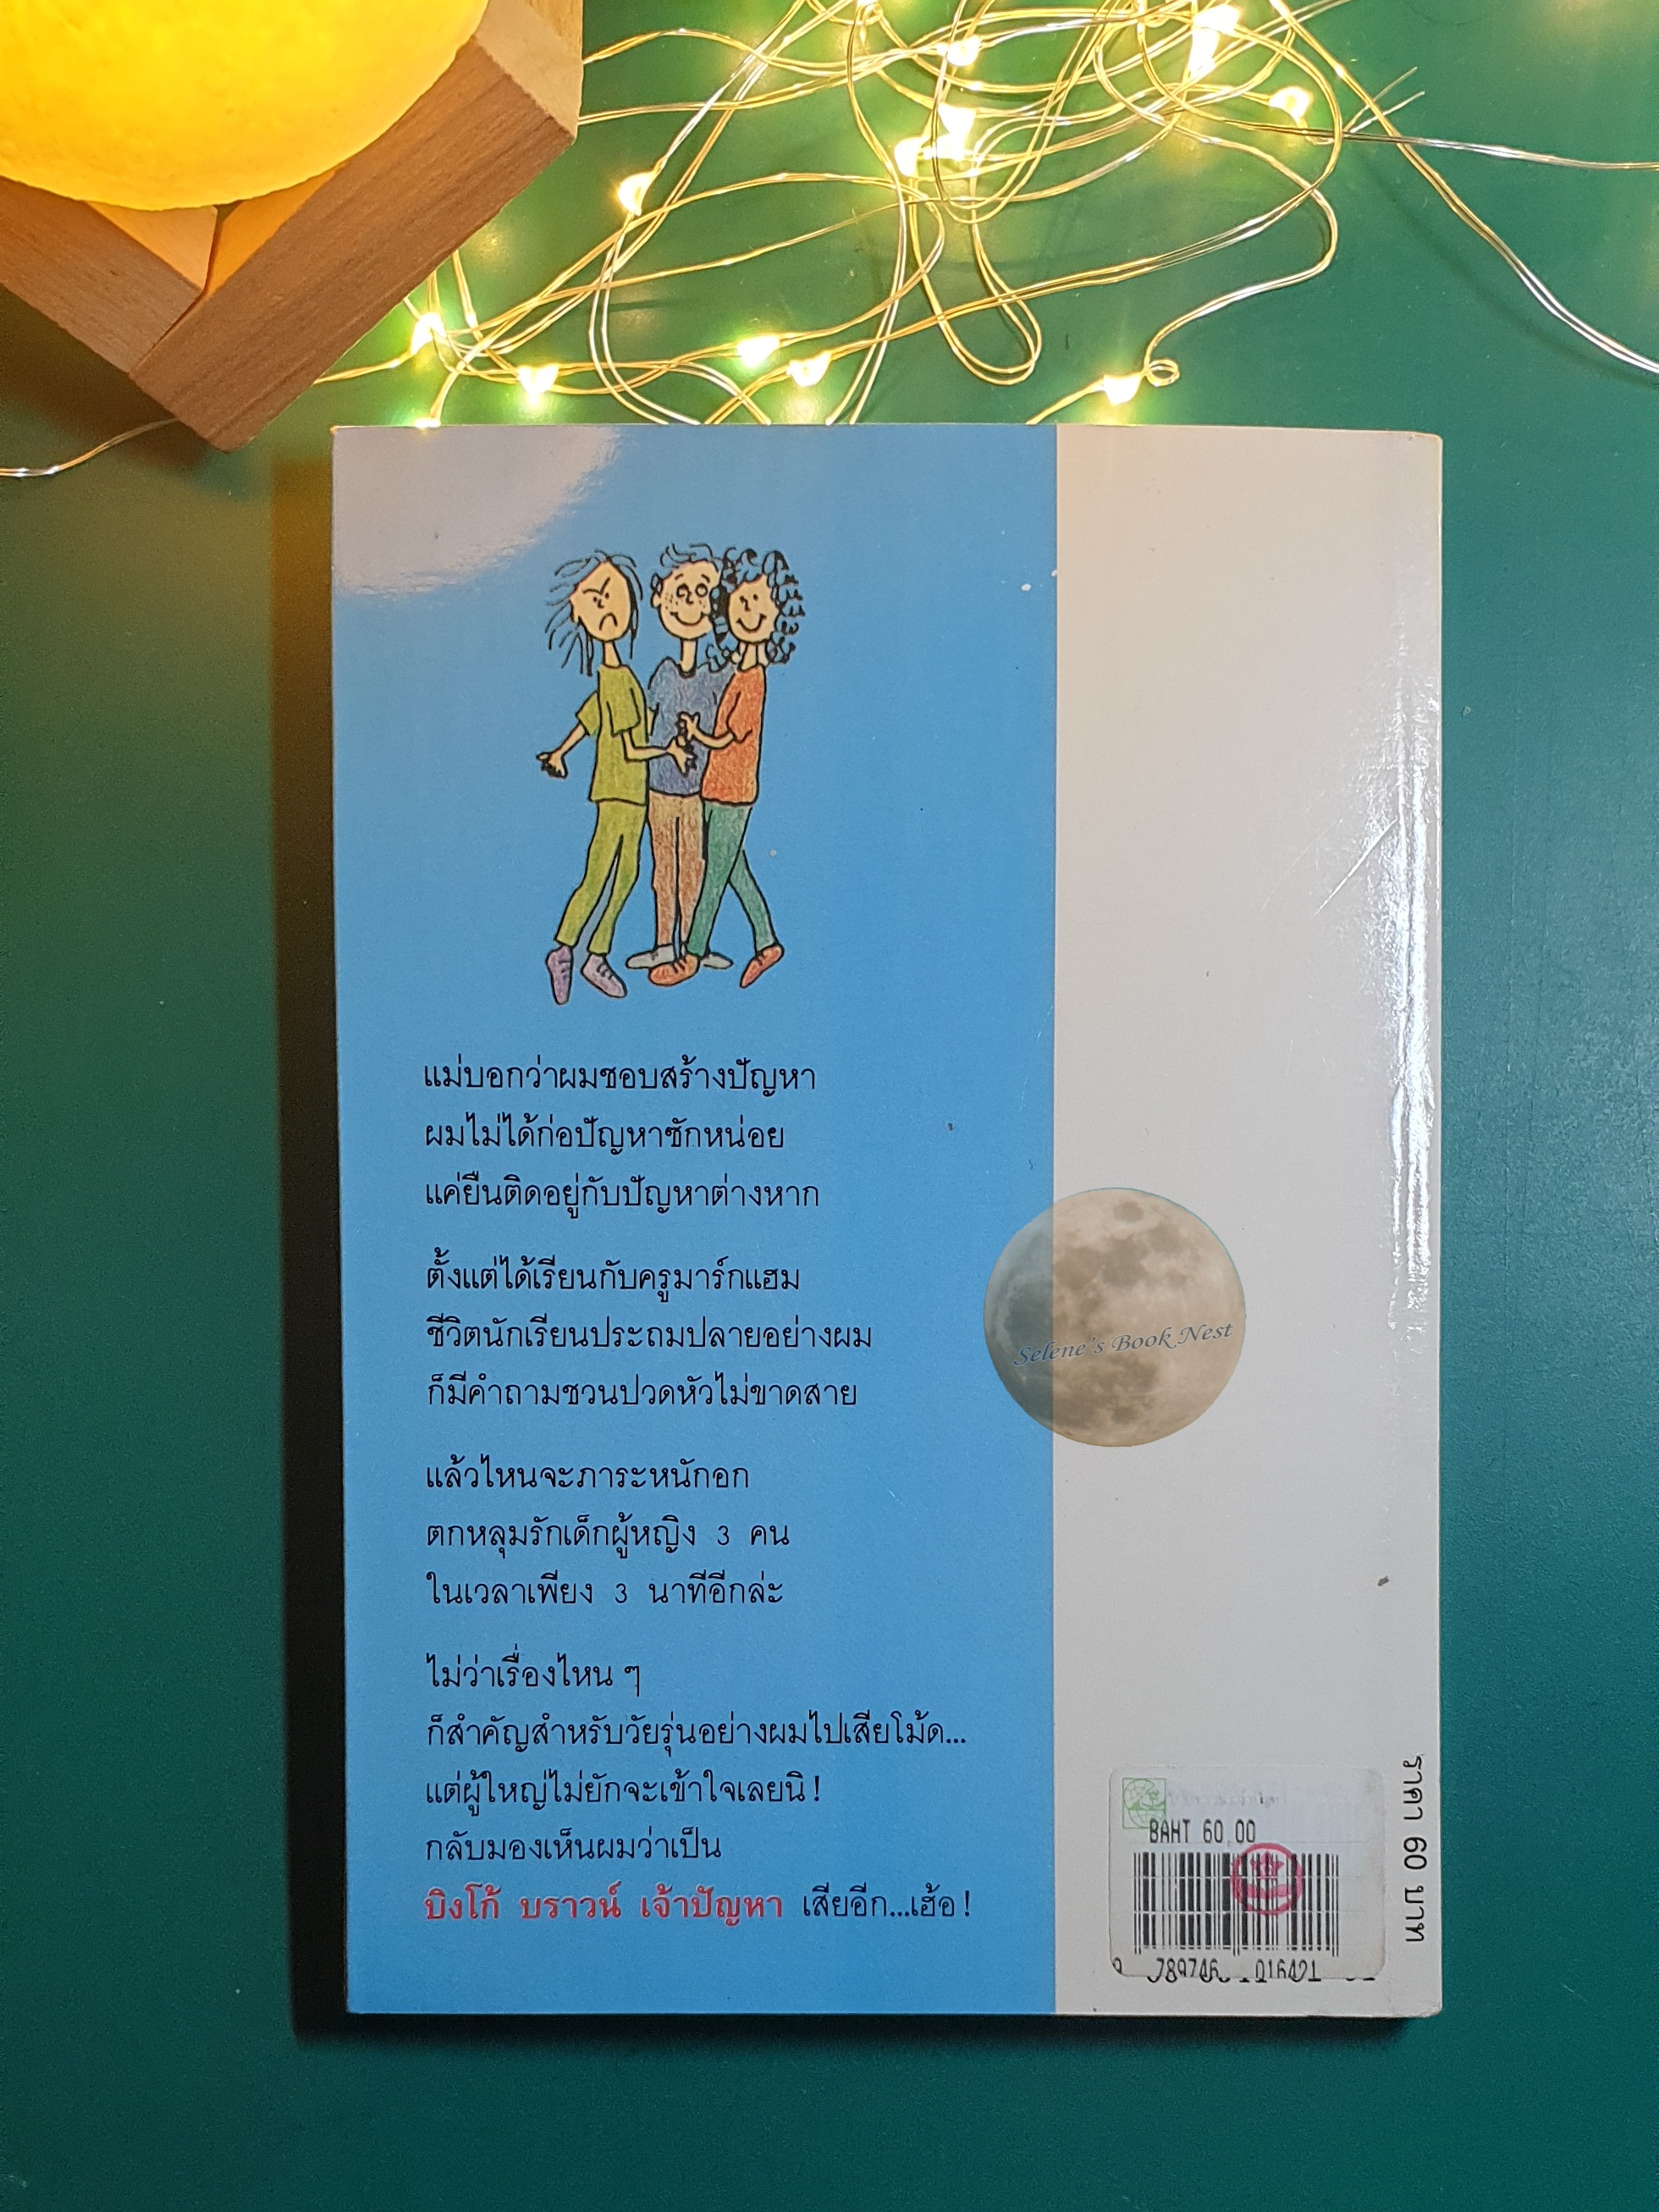 แม่บอกว่าผมชอบสร้างปัญหา
ผมไม่ได้ก่อปัญหาซักหน่อย
แค่ยืนติดอยู่กับปัญหาต่างหาก
ตั้งแต่ได้เรียนกับครูมาร์กแฮม
ชีวิตนักเรียนประถมปลายอย่างผม
ก็มีคำถามชวนปวดหัวไม่ขาดสาย
แล้วไหนจะภาระหนักอก
ตกหลุมรักเด็กผู้หญิง 3 คน
ในเวลาเพียง 3 นาทีอีกล่ะ
ไม่ว่าเรื่องไหน ๆ
ก็สำคัญสำหรับวัยรุ่นอย่างผมไปเสียโม้ด...
แต่ผู้ใหญ่ไม่ยักจะเข้าใจเลยนิ !
กลับมองเห็นผมว่าเป็น
บิงโก้ บราวน์ เจ้าปัญหา เสียอีก...เฮ้อ !
Selene's Book Nest
BAHT 60.00
ราคา 60 บาท